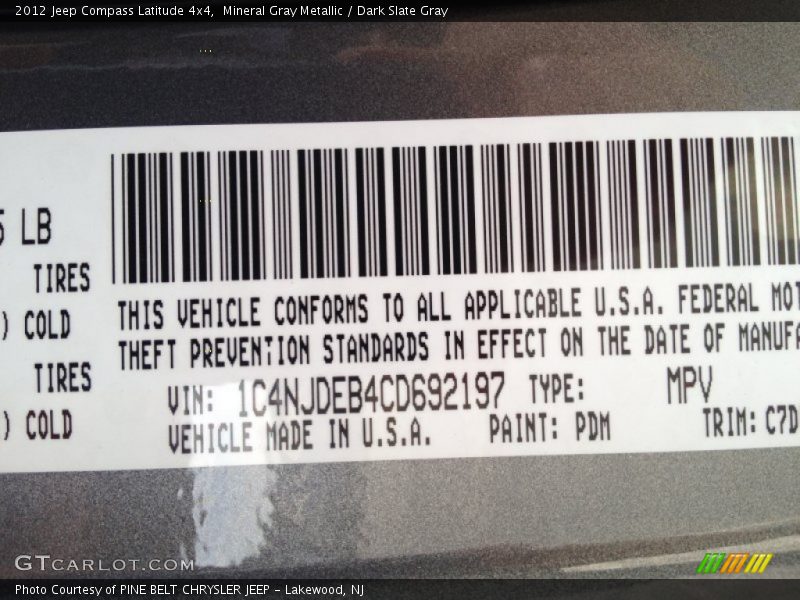 2012 Jeep Compass Latitude 4x4,  Mineral Gray Metallic / Dark Slate Gray
LB
TIRES
) COLD
TIRES
) COLD
THIS VEHICLE CONFORMS TO ALL APPLICABLE U.S.A. FEDERAL MOT
THEFT PREVENTION STANDARDS IN EFFECT ON THE DATE OF MANUFA
VIN: 1C4NJDEB4CD692197 TYPE: MPV
VEHICLE MADE IN U.S.A. PAINT: PDM TRIM: C7D
GTCARLOT.COM
Photo Courtesy of PINE BELT CHRYSLER JEEP - Lakewood, NJ